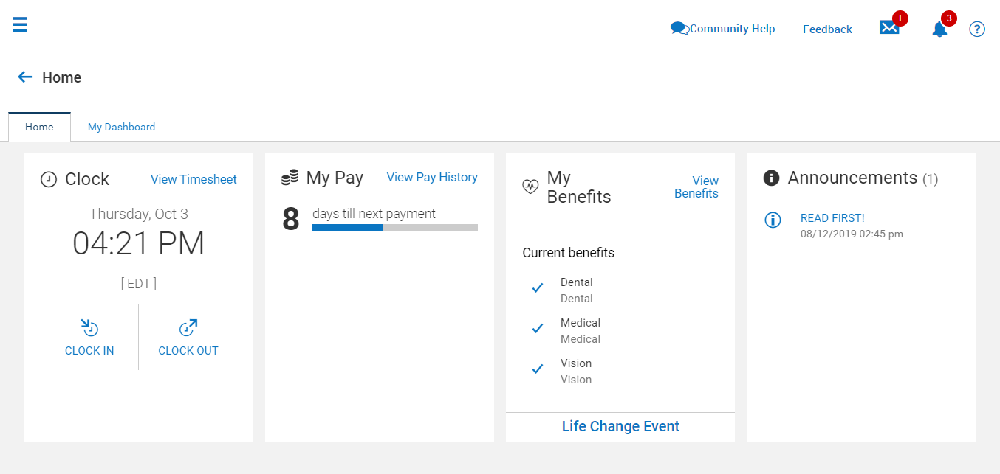 Community Help
Feedback
1
3
?
Home
Home
My Dashboard
Clock
View Timesheet
Thursday, Oct 3
04:21 PM
[ EDT ]
CLOCK IN
CLOCK OUT
My Pay
View Pay History
8
days till next payment
My
Benefits
View
Benefits
Current benefits
Dental
Dental
Medical
Medical
Vision
Vision
Life Change Event
Announcements (1)
READ FIRST!
08/12/2019 02:45 pm